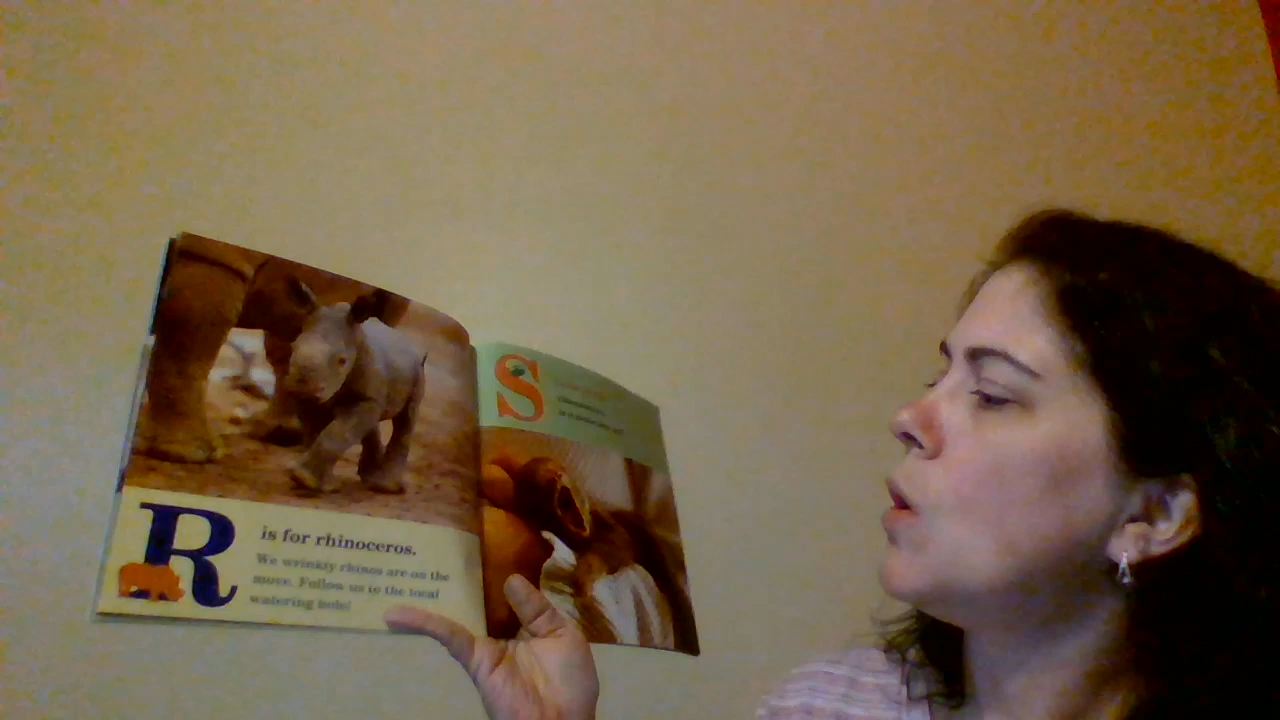 R
is for rhinoceros.
We wrinkly rhinos are on the
move. Follow us to the local
watering hole!
S